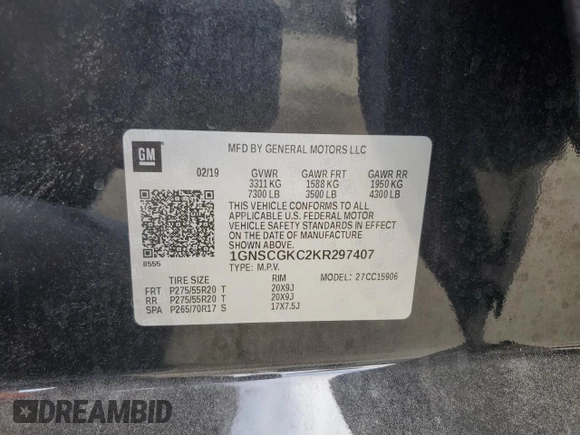 GM
MFD BY GENERAL MOTORS LLC
02/19 GVWR GAWR FRT GAWR RR
3311 KG 1588 KG 1950 KG
7300 LB 3500 LB 4300 LB
THIS VEHICLE CONFORMS TO ALL
APPLICABLE U.S. FEDERAL MOTOR
VEHICLE SAFETY STANDARDS IN EFFECT
ON THE DATE OF MANUFACTURE
SHOWN ABOVE.
1GNSCGKC2KR297407
8555 TYPE: M.P.V. MODEL: 27CC15906
TIRE SIZE RIM
FRT P275/55R20 T 20X9J
RR P275/55R20 T 20X9J
SPA P265/70R17 S 17X7.5J
DREAMBID